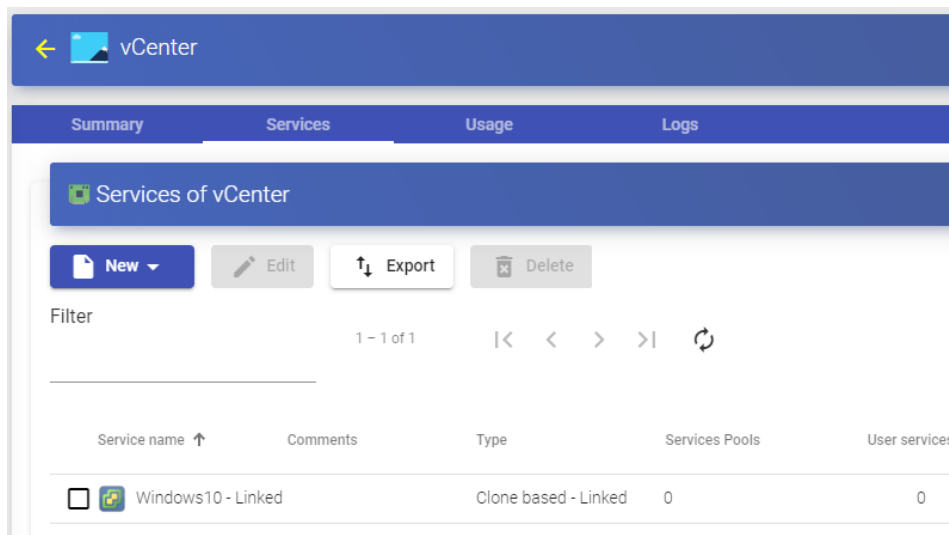 vCenter
Summary Services Usage Logs
Services of vCenter
New Edit Export Delete
Filter
1 – 1 of 1
Service name Comments Type Services Pools User services
Windows10 - Linked Clone based - Linked 0 0